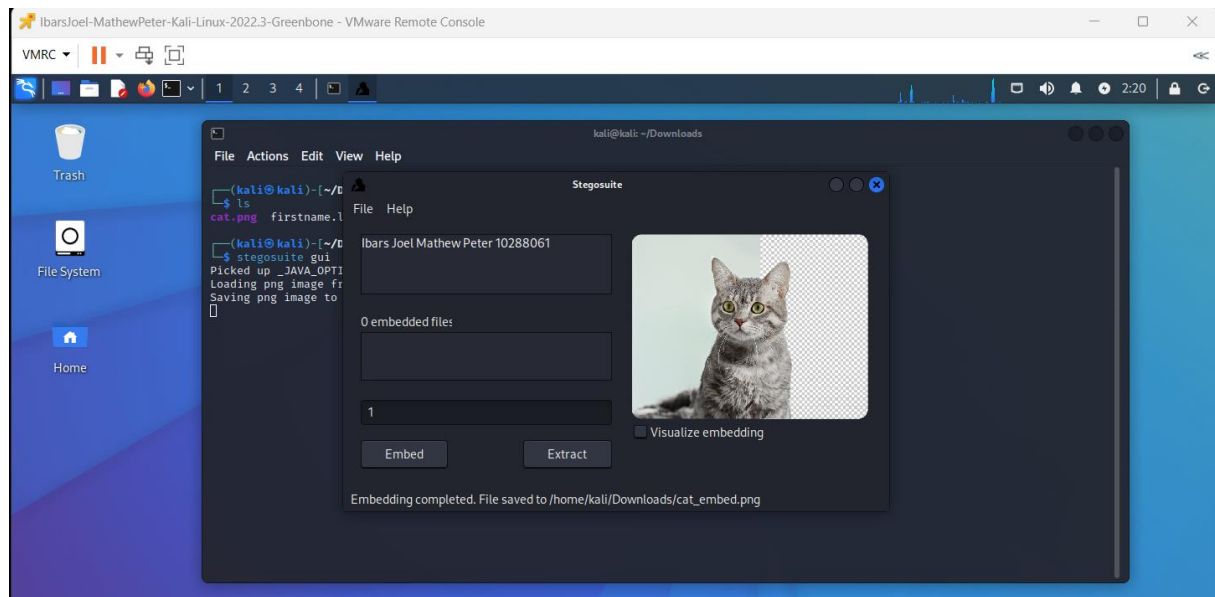 IbarsJoel-MathewPeter-Kali-Linux-2022.3-Greenbone - VMware Remote Console
VMRC
1 2 3 4
2:20
Trash
File System
Home
kali@kali: ~/Downloads
File Actions Edit View Help
(kali㉿kali)-[~/D
$ ls
cat.png firstname.l
(kali㉿kali)-[~/D
$ stegosuite gui
Picked up _JAVA_OPTI
Loading png image fr
Saving png image to
Stegosuite
File Help
Ibars Joel Mathew Peter 10288061
0 embedded files
1
Embed Extract
Visualize embedding
Embedding completed. File saved to /home/kali/Downloads/cat_embed.png